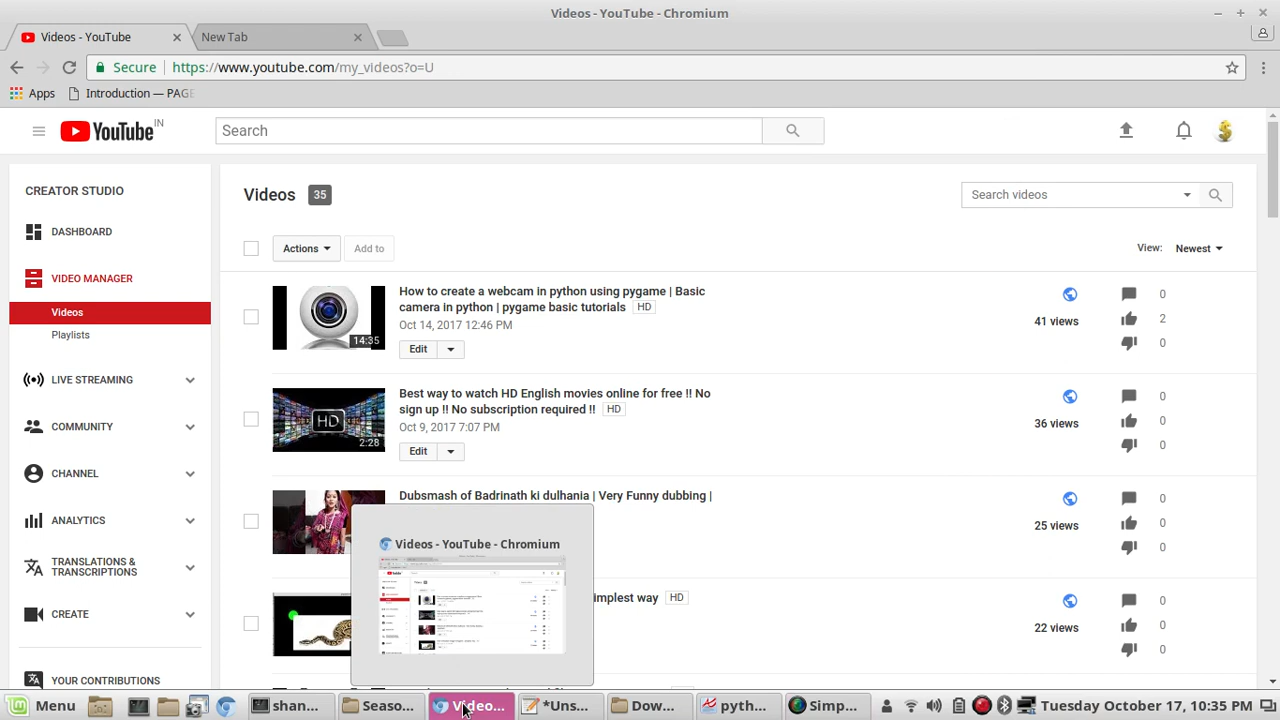 Videos - YouTube - Chromium
Videos - YouTube
New Tab
Secure
https://www.youtube.com/my_videos?o=U
Apps
Introduction — PAGE
YouTube IN
Search
CREATOR STUDIO
Videos 35
Search videos
DASHBOARD
Actions
Add to
View: Newest
VIDEO MANAGER
Videos
Playlists
How to create a webcam in python using pygame | Basic
camera in python | pygame basic tutorials HD
Oct 14, 2017 12:46 PM
14:35
Edit
0
41 views
2
0
LIVE STREAMING
COMMUNITY
CHANNEL
ANALYTICS
TRANSLATIONS &
TRANSCRIPTIONS
CREATE
YOUR CONTRIBUTIONS
Best way to watch HD English movies online for free !! No
sign up !! No subscription required !! HD
Oct 9, 2017 7:07 PM
HD
2:28
Edit
0
36 views
0
0
Dubsmash of Badrinath ki dulhania | Very Funny dubbing |
0
25 views
0
0
Videos - YouTube - Chromium
implest way HD
0
22 views
0
0
Menu
shan...
Seaso...
Video...
*Uns...
Dow...
pyth...
Simp...
Tuesday October 17, 10:35 PM